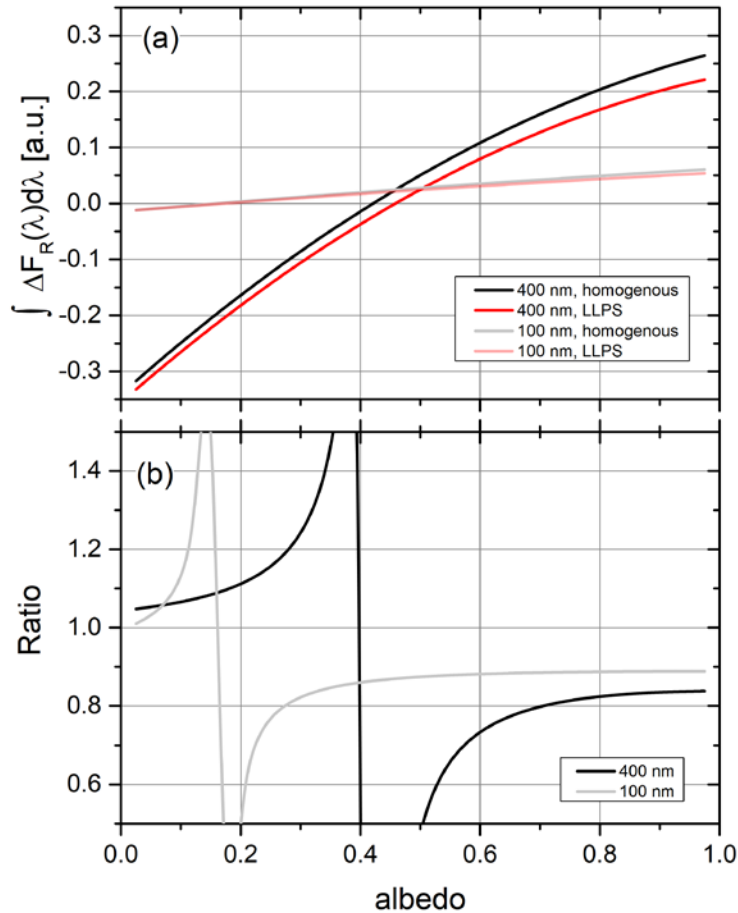 (a)
∫ ΔF_R(λ)dλ [a.u.]
0.3
0.2
0.1
0.0
-0.1
-0.2
-0.3
400 nm, homogenous
400 nm, LLPS
100 nm, homogenous
100 nm, LLPS
(b)
Ratio
1.4
1.2
1.0
0.8
0.6
400 nm
100 nm
0.0 0.2 0.4 0.6 0.8 1.0
albedo